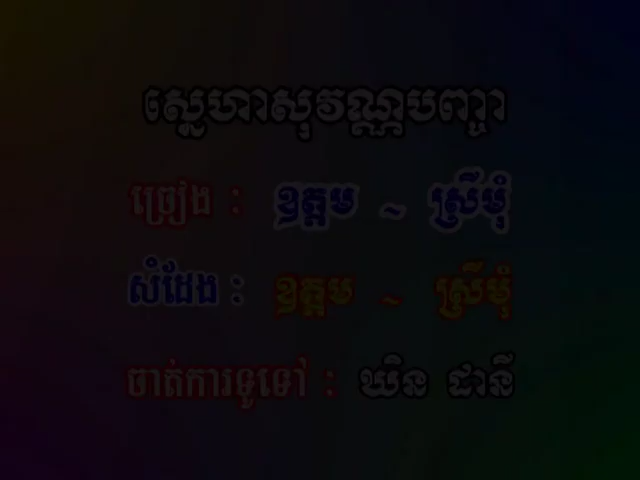 ស្នេហាសុវណ្ណបញ្ចា
ច្រៀង : ឧត្តម ~ ស្រីមុំ
សំដែង : ឧត្តម ~ ស្រីមុំ
ចាត់ការទូទៅ : ឃិន ដានី